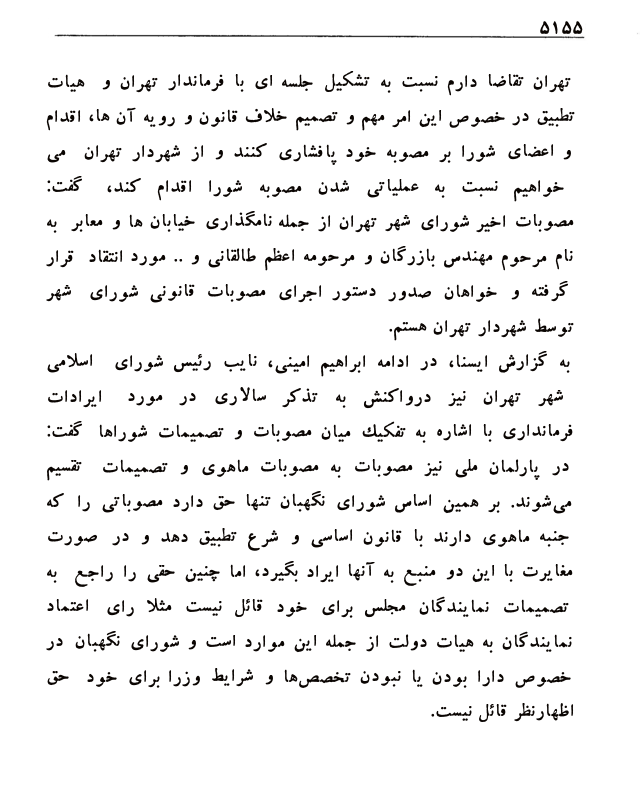 ۵۱۵۵
تهران تقاضا دارم نسبت به تشکیل جلسه ای با فرماندار تهران و هیات
تطبیق در خصوص این امر مهم و تصمیم خلاف قانون و رویه آن ها، اقدام
و اعضای شورا بر مصوبه خود پافشاری کنند و از شهردار تهران می
خواهیم نسبت به عملیاتی شدن مصوبه شورا اقدام کند، گفت:
مصوبات اخیر شورای شهر تهران از جمله نامگذاری خیابان ها و معابر به
نام مرحوم مهندس بازرگان و مرحومه اعظم طالقانی و .. مورد انتقاد قرار
گرفته و خواهان صدور دستور اجرای مصوبات قانونی شورای شهر
توسط شهردار تهران هستم.
به گزارش ایسنا، در ادامه ابراهیم امینی، نایب رئیس شورای اسلامی
شهر تهران نیز درواکنش به تذکر سالاری در مورد ایرادات
فرمانداری با اشاره به تفکیك میان مصوبات و تصمیمات شوراها گفت:
در پارلمان ملی نیز مصوبات به مصوبات ماهوی و تصمیمات تقسیم
می‌شوند. بر همین اساس شورای نگهبان تنها حق دارد مصوباتی را که
جنبه ماهوی دارند با قانون اساسی و شرع تطبیق دهد و در صورت
مغایرت با این دو منبع به آنها ایراد بگیرد، اما چنین حقی را راجع به
تصمیمات نمایندگان مجلس برای خود قائل نیست مثلا رای اعتماد
نمایندگان به هیات دولت از جمله این موارد است و شورای نگهبان در
خصوص دارا بودن یا نبودن تخصص‌ها و شرایط وزرا برای خود حق
اظهارنظر قائل نیست.